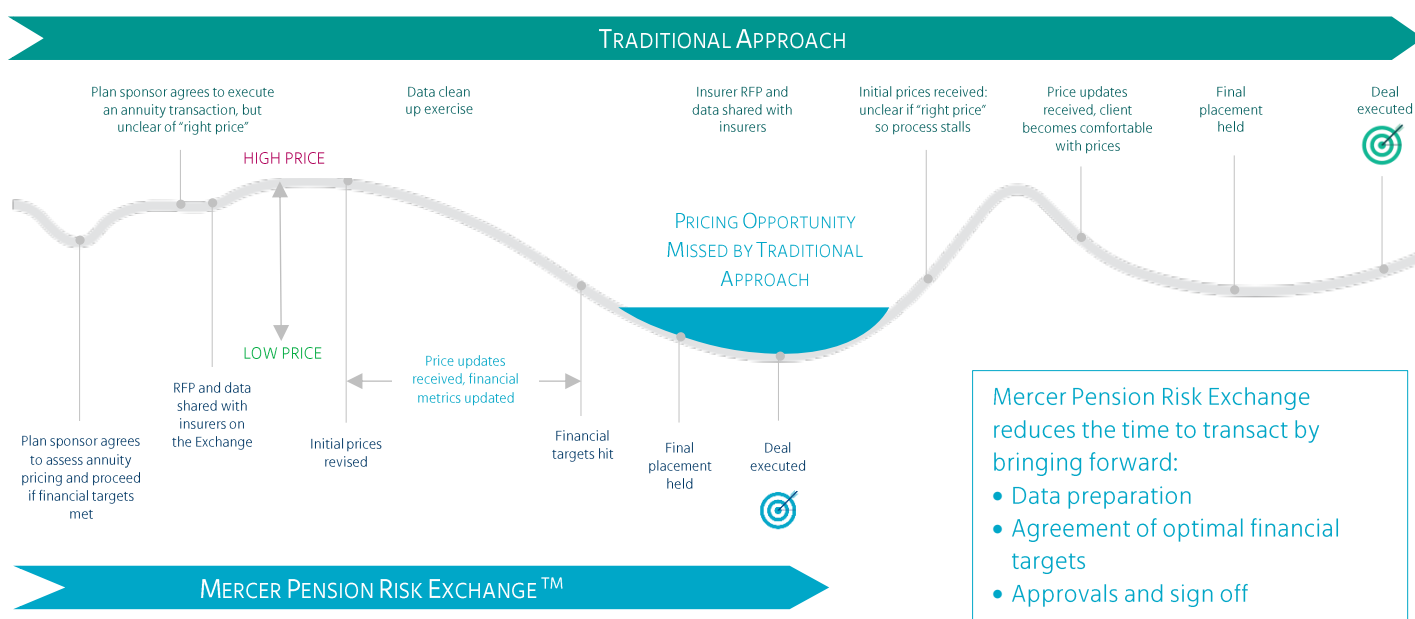 TRADITIONAL APPROACH
Plan sponsor agrees to execute
an annuity transaction, but
unclear of “right price”
Data clean
up exercise
Insurer RFP and
data shared with
insurers
Initial prices received:
unclear if “right price”
so process stalls
Price updates
received, client
becomes comfortable
with prices
Final
placement
held
Deal
executed
HIGH PRICE
PRICING OPPORTUNITY
MISSED BY TRADITIONAL
APPROACH
LOW PRICE
Plan sponsor agrees
to assess annuity
pricing and proceed
if financial targets
met
RFP and data
shared with
insurers on
the Exchange
Initial prices
revised
Price updates
received, financial
metrics updated
Financial
targets hit
Final
placement
held
Deal
executed
Mercer Pension Risk Exchange
reduces the time to transact by
bringing forward:
• Data preparation
• Agreement of optimal financial
targets
• Approvals and sign off
MERCER PENSION RISK EXCHANGE ™